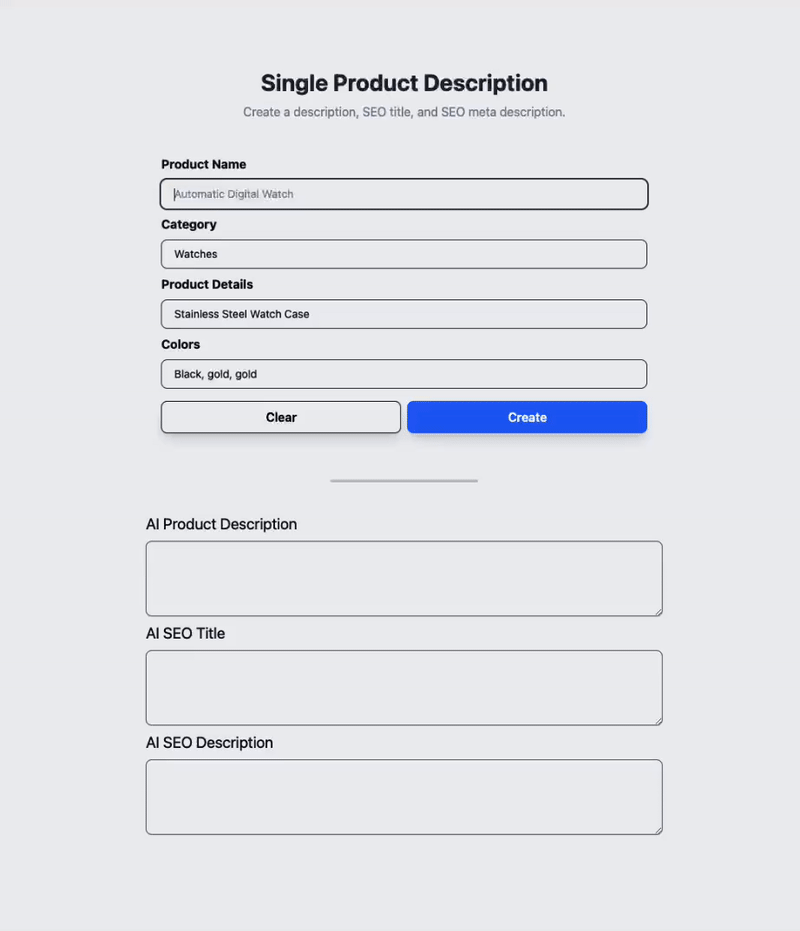 Single Product Description
Create a description, SEO title, and SEO meta description.
Product Name
Automatic Digital Watch
Category
Watches
Product Details
Stainless Steel Watch Case
Colors
Black, gold, gold
Clear
Create
AI Product Description
AI SEO Title
AI SEO Description